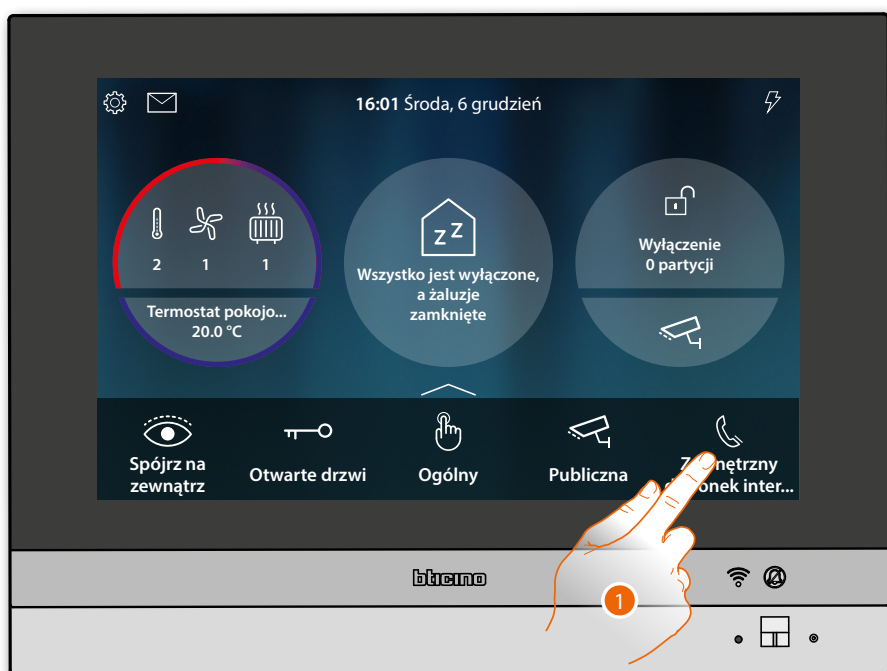 16:01 Środa, 6 grudzień
2 1 1
Termostat pokojo...
20.0 °C
Wszystko jest wyłączone,
a żaluzje
zamknięte
Wyłączenie
0 partycji
Spójrz na
zewnątrz
Otwarte drzwi
Ogólny
Publiczna
inter...
bticino
1